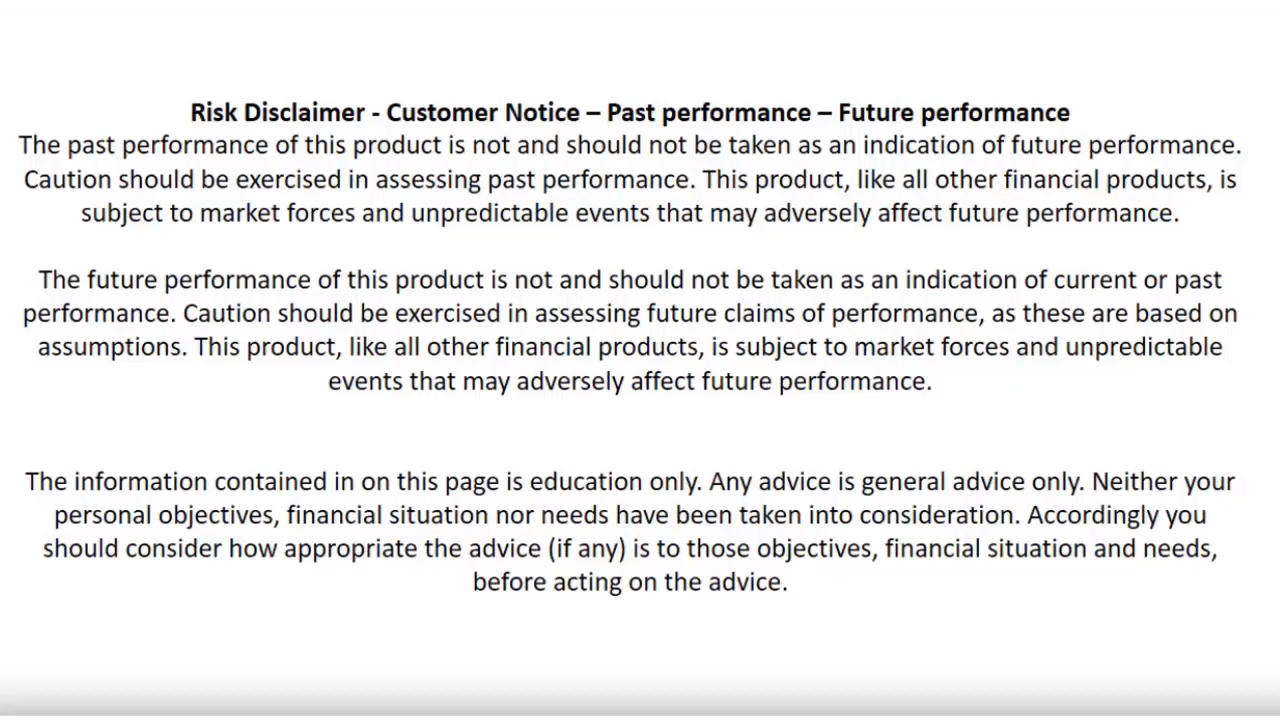 Risk Disclaimer - Customer Notice – Past performance – Future performance
The past performance of this product is not and should not be taken as an indication of future performance.
Caution should be exercised in assessing past performance. This product, like all other financial products, is
subject to market forces and unpredictable events that may adversely affect future performance.
The future performance of this product is not and should not be taken as an indication of current or past
performance. Caution should be exercised in assessing future claims of performance, as these are based on
assumptions. This product, like all other financial products, is subject to market forces and unpredictable
events that may adversely affect future performance.
The information contained in on this page is education only. Any advice is general advice only. Neither your
personal objectives, financial situation nor needs have been taken into consideration. Accordingly you
should consider how appropriate the advice (if any) is to those objectives, financial situation and needs,
before acting on the advice.